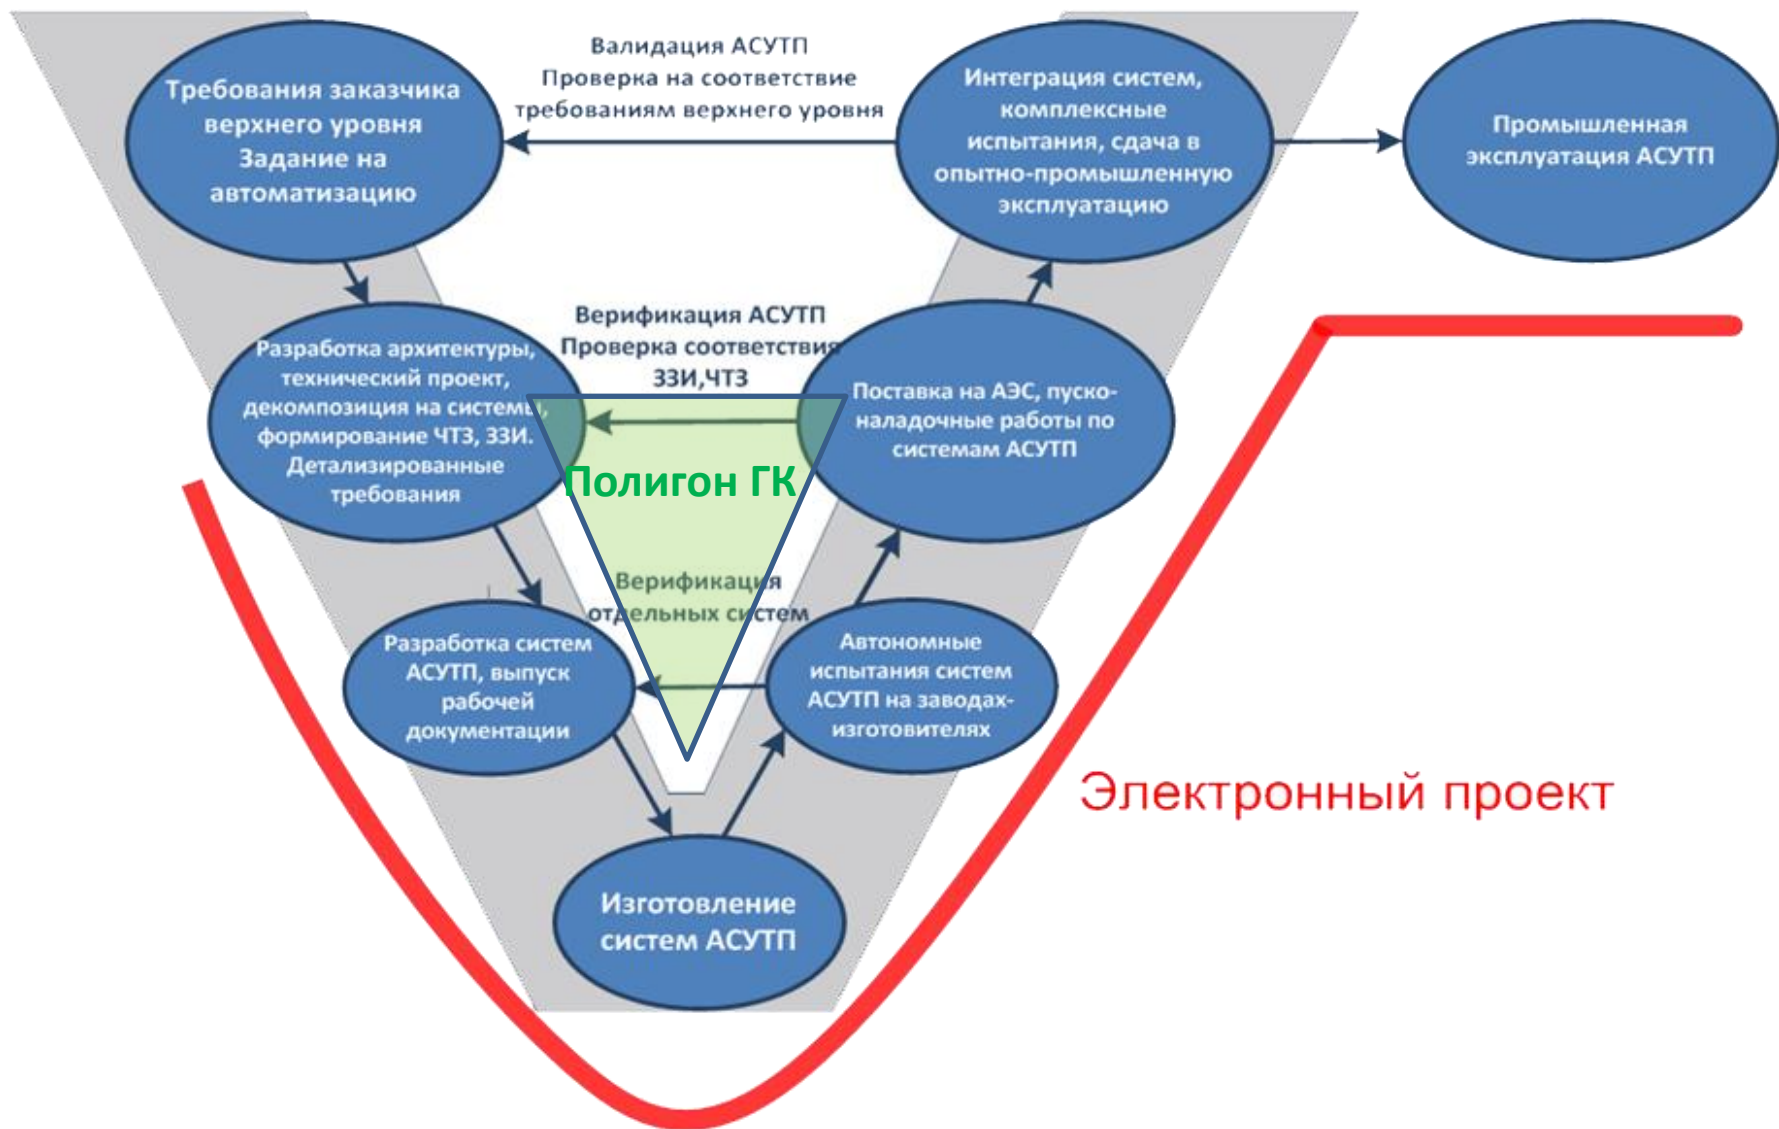 Требования заказчика
верхнего уровня
Задание на
автоматизацию
Валидация АСУТП
Проверка на соответствие
требованиям верхнего уровня
Интеграция систем,
комплексные
испытания, сдача в
опытно-промышленную
эксплуатацию
Промышленная
эксплуатация АСУТП
Разработка архитектуры,
технический проект,
декомпозиция на системы,
формирование ЧТЗ, ЗЗИ.
Детализированные
требования
Верификация АСУТП
Проверка соответствия
ЗЗИ,ЧТЗ
Поставка на АЭС, пуско-
наладочные работы по
системам АСУТП
Полигон ГК
Верификация
отдельных систем
Разработка систем
АСУТП, выпуск
рабочей
документации
Автономные
испытания систем
АСУТП на заводах-
изготовителях
Электронный проект
Изготовление
систем АСУТП